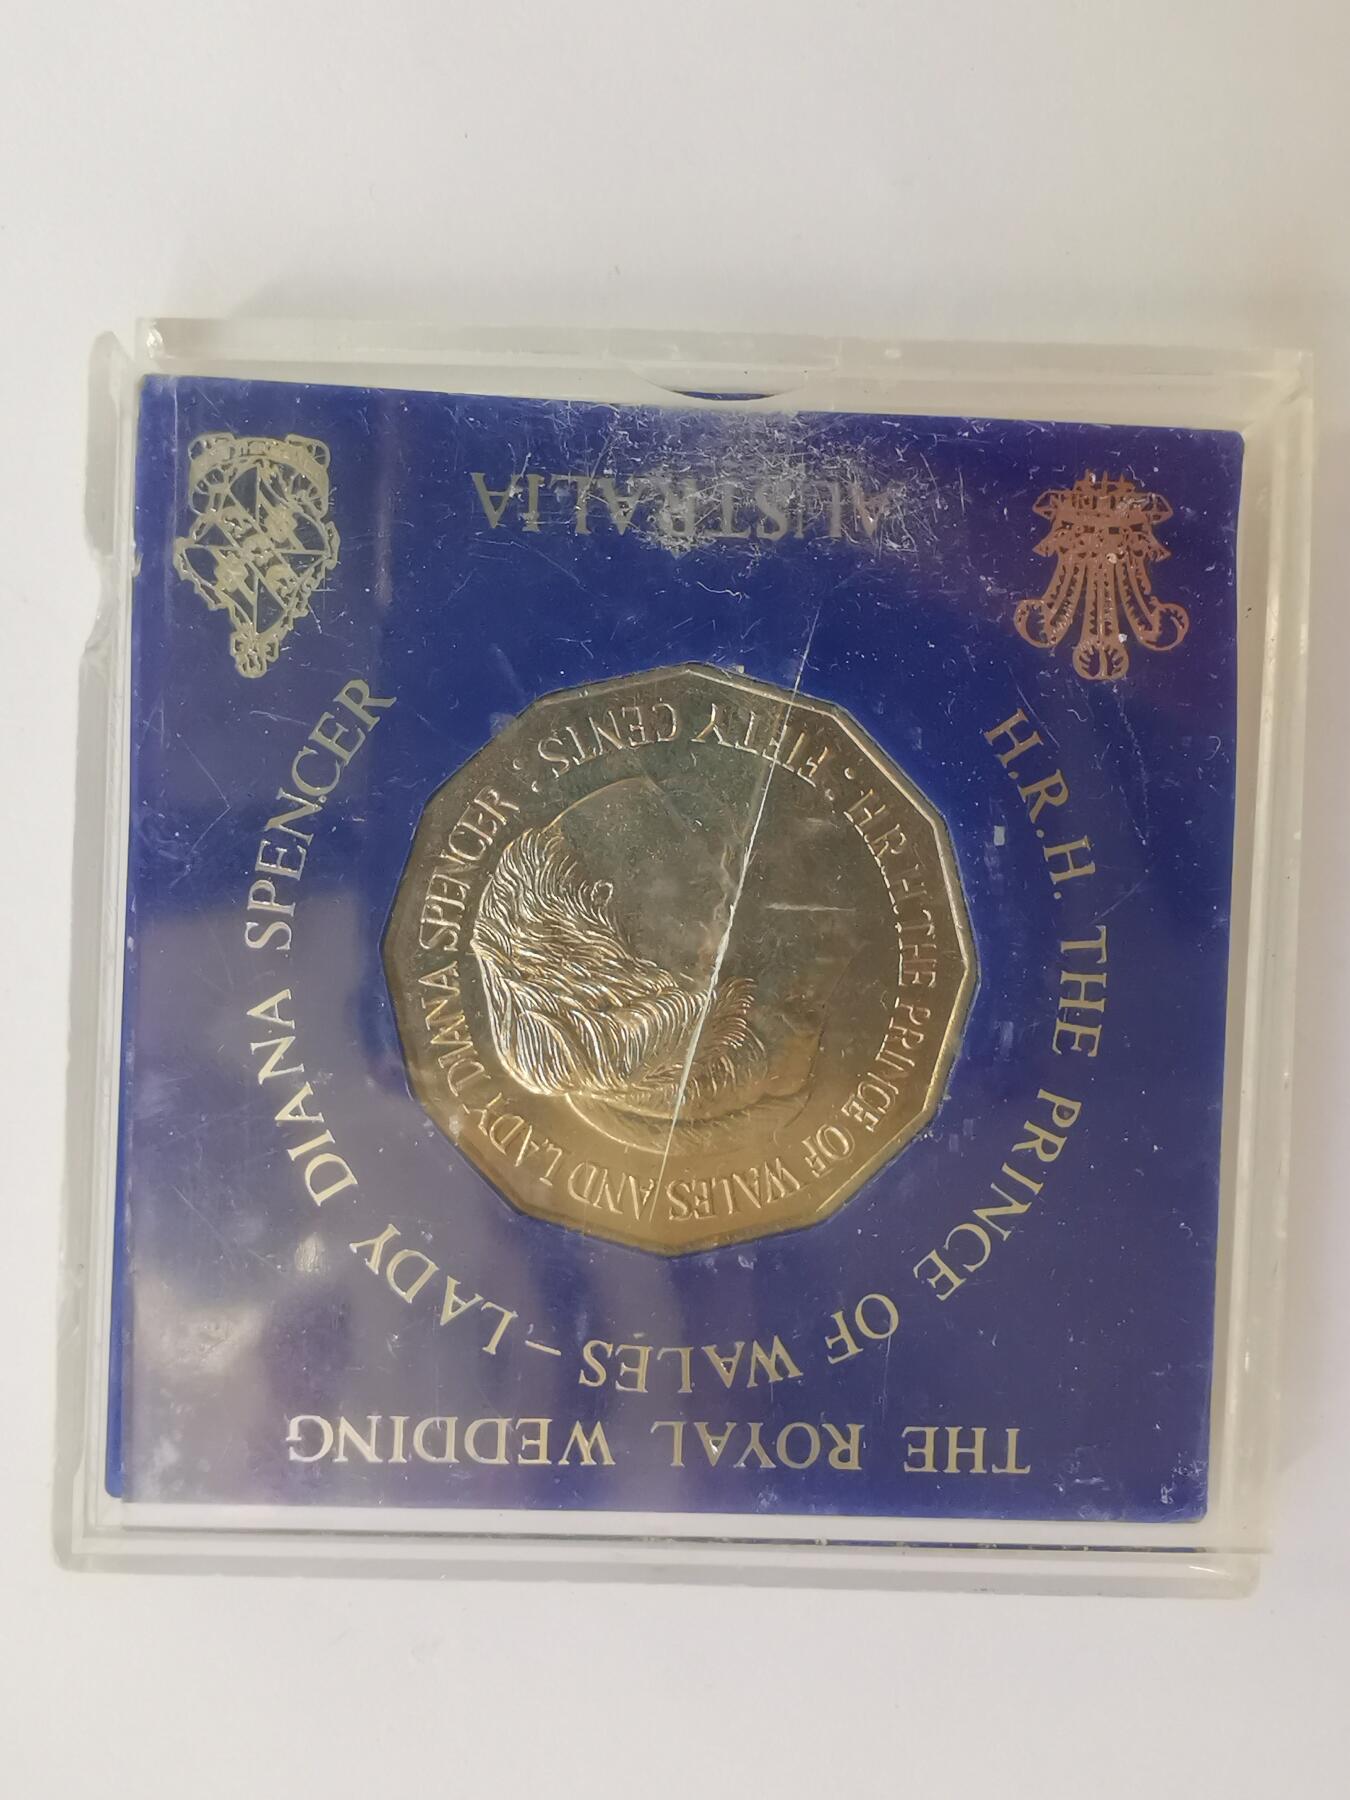 THE ROYAL WEDDING
H.R.H. THE PRINCE OF WALES – LADY DIANA SPENCER
H.R.H. THE PRINCE OF WALES AND LADY DIANA SPENCER
FIFTY CENTS
AUSTRALIA